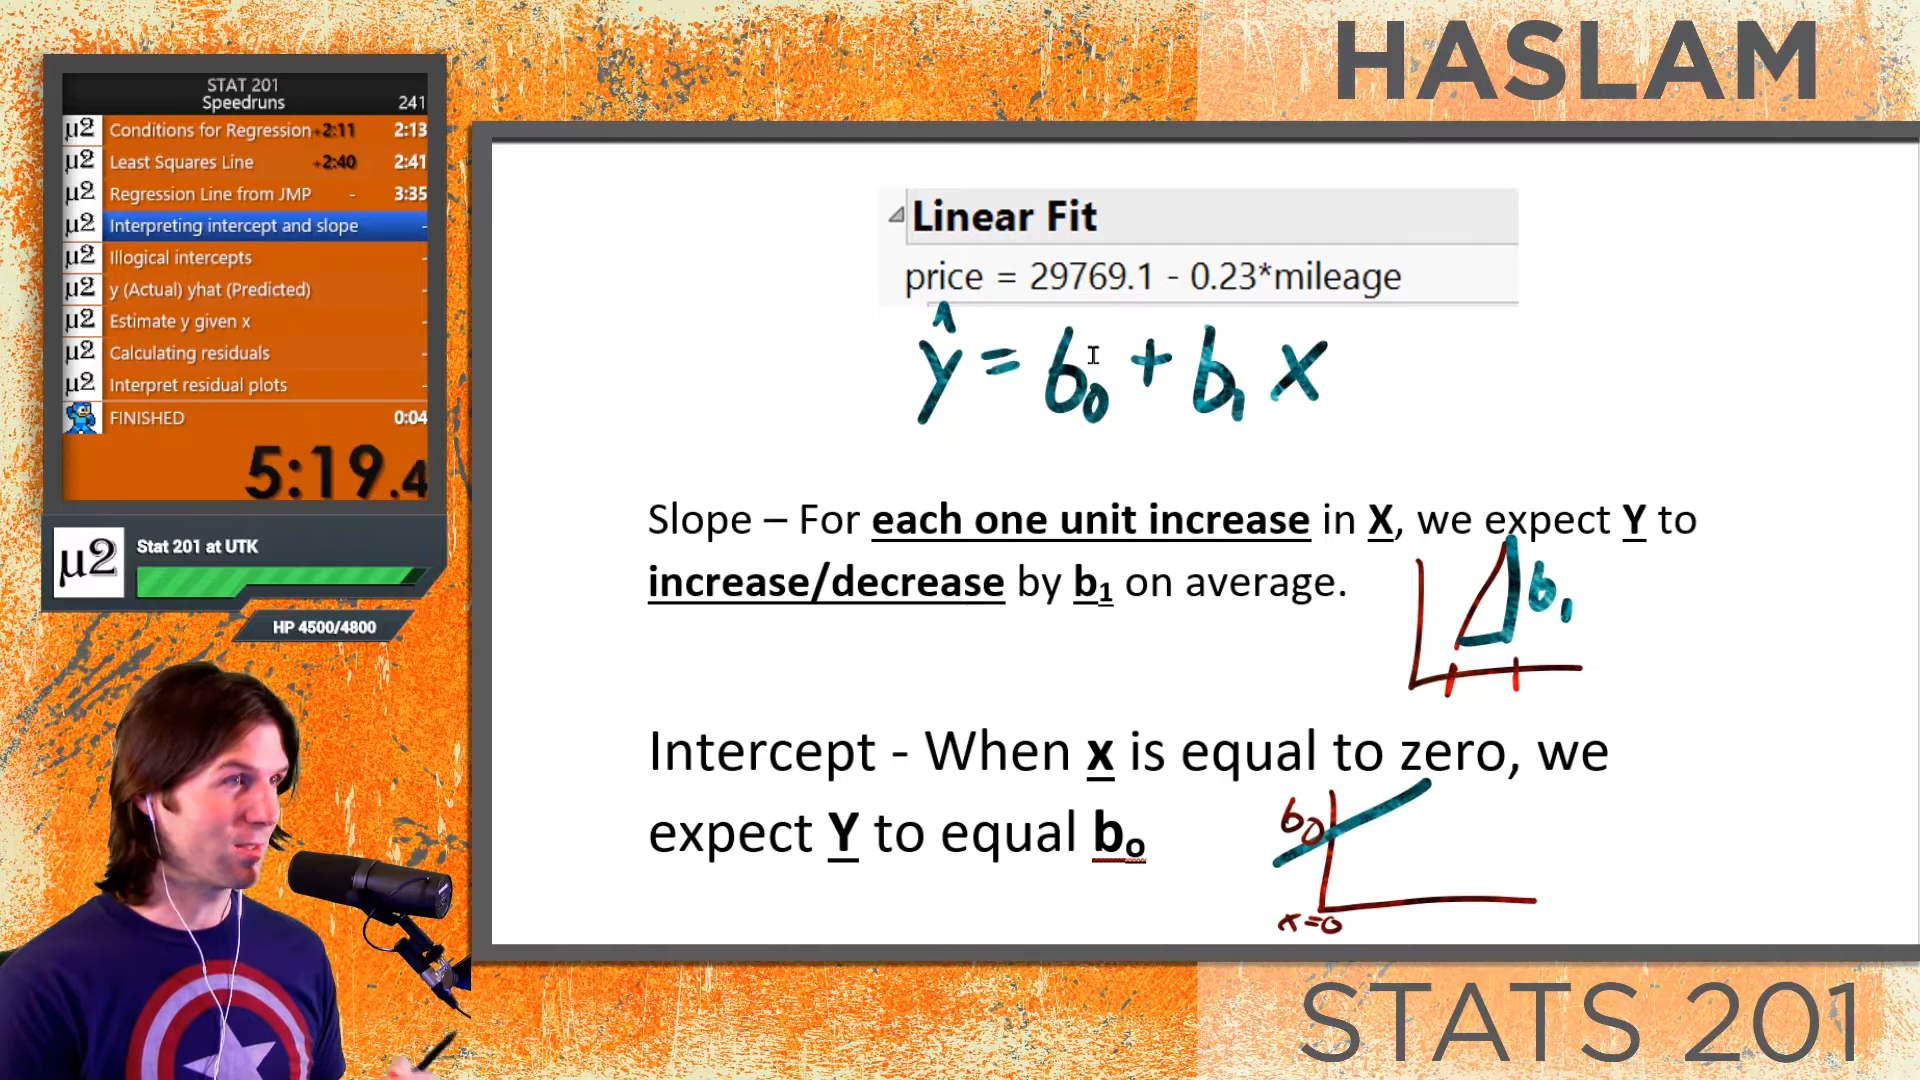 HASLAM
STAT 201
Speedruns 241
μ2 Conditions for Regression +2:11 2:13
μ2 Least Squares Line +2:40 2:41
μ2 Regression Line from JMP - 3:35
μ2 Interpreting intercept and slope -
μ2 Illogical intercepts -
μ2 y (Actual) yhat (Predicted) -
μ2 Estimate y given x -
μ2 Calculating residuals -
μ2 Interpret residual plots -
FINISHED 0:04
5:19.4
μ2 Stat 201 at UTK
HP 4500/4800
Linear Fit
price = 29769.1 - 0.23*mileage
ŷ = b₀ + b₁ x
Slope – For each one unit increase in X, we expect Y to
increase/decrease by b₁ on average.
b₁
Intercept - When x is equal to zero, we
expect Y to equal bₒ
b₀
x=0
STATS 201